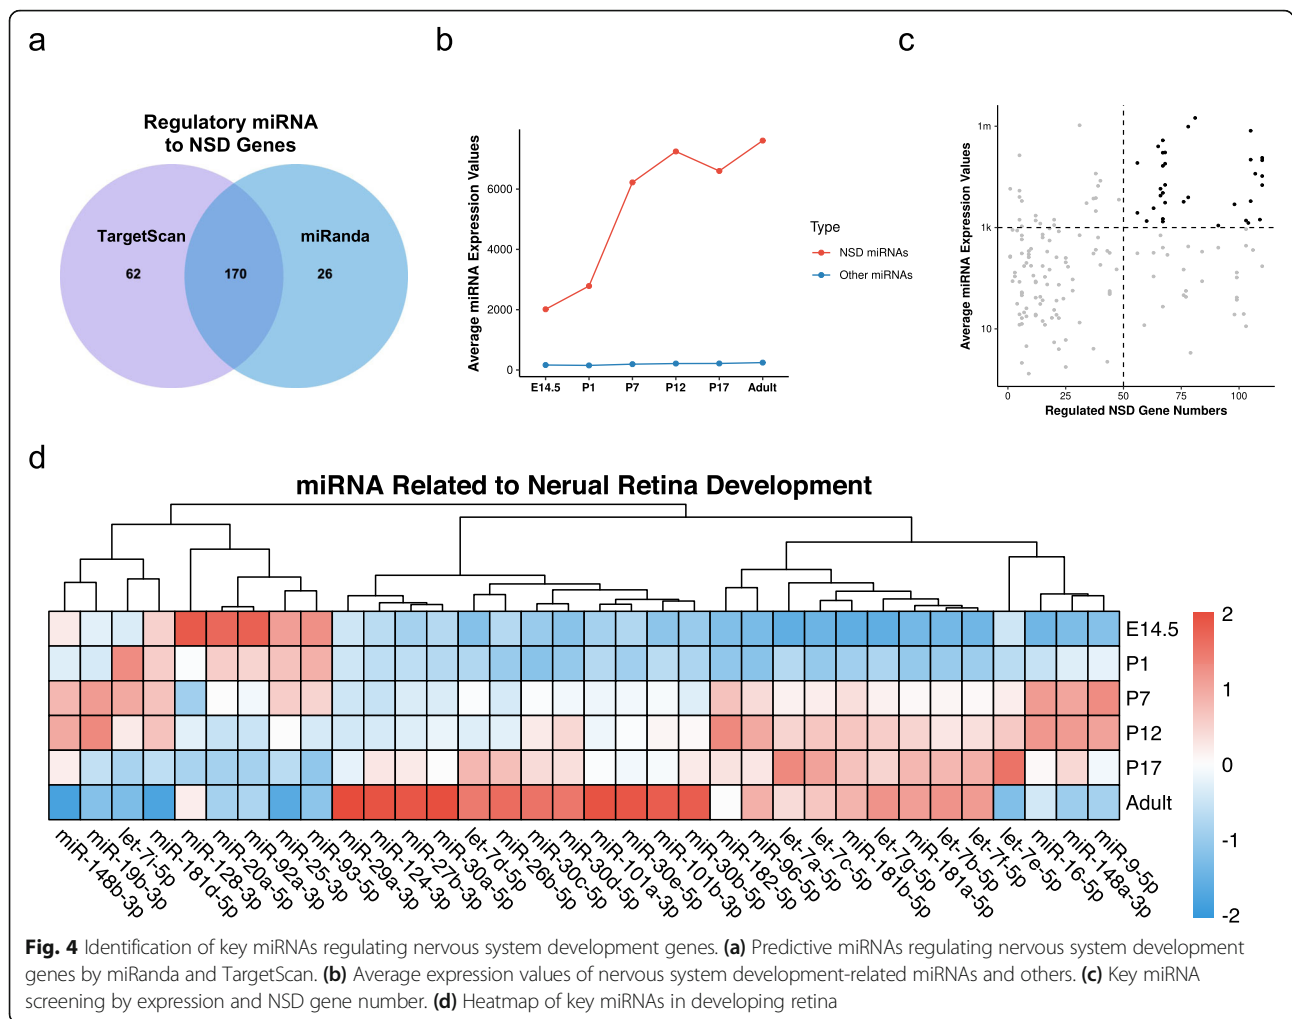 a
b
c
Regulatory miRNA
to NSD Genes
TargetScan
miRanda
62
170
26
Average miRNA Expression Values
6000
4000
2000
0
E14.5 P1 P7 P12 P17 Adult
Type
NSD miRNAs
Other miRNAs
Average miRNA Expression Values
1m
1k
10
0 25 50 75 100
Regulated NSD Gene Numbers
d
miRNA Related to Nerual Retina Development
E14.5
P1
P7
P12
P17
Adult
2
1
0
-1
-2
miR-148b-3p
miR-19b-3p
let-7i-5p
miR-181d-5p
miR-128-3p
miR-20a-5p
miR-92a-3p
miR-25-3p
miR-93-5p
miR-29a-3p
miR-124-3p
miR-27b-3p
miR-30a-5p
let-7d-5p
miR-26b-5p
miR-30c-5p
miR-30d-5p
miR-101a-3p
miR-30e-5p
miR-101b-3p
miR-30b-5p
miR-182-5p
miR-96-5p
let-7a-5p
let-7c-5p
miR-181b-5p
let-7g-5p
miR-181a-5p
let-7b-5p
let-7f-5p
let-7e-5p
miR-16-5p
miR-148a-3p
miR-9-5p
Fig. 4 Identification of key miRNAs regulating nervous system development genes. (a) Predictive miRNAs regulating nervous system development
genes by miRanda and TargetScan. (b) Average expression values of nervous system development-related miRNAs and others. (c) Key miRNA
screening by expression and NSD gene number. (d) Heatmap of key miRNAs in developing retina